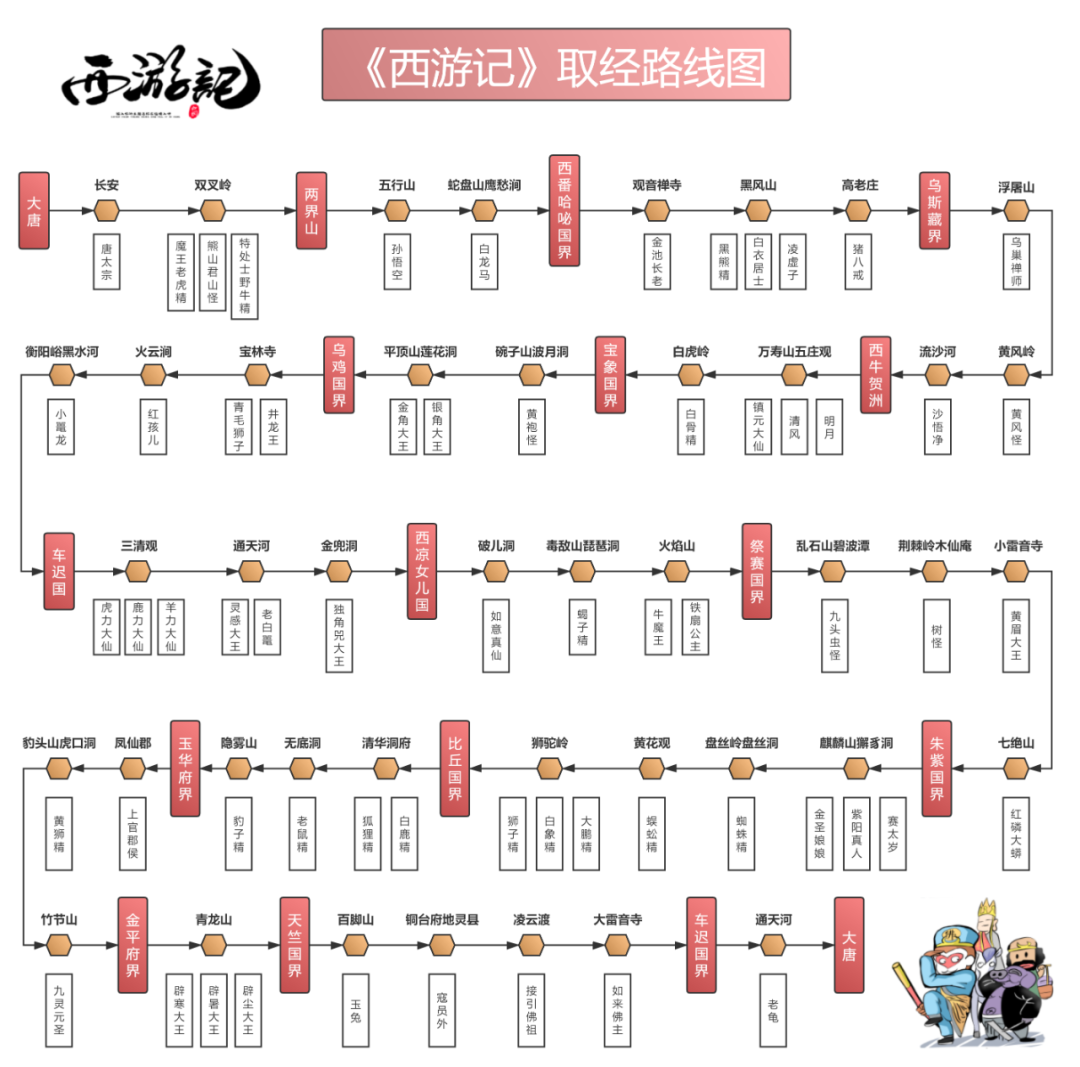 西游記
《西游记》取经路线图
大唐
长安
唐太宗
双叉岭
魔王老虎精
熊山君山怪
特处士野牛精
两界山
五行山
孙悟空
蛇盘山鹰愁涧
白龙马
西番哈咇国界
观音禅寺
金池长老
黑风山
黑熊精
白衣居士
凌虚子
高老庄
猪八戒
乌斯藏界
浮屠山
乌巢禅师
衡阳峪黑水河
小鼍龙
火云涧
红孩儿
宝林寺
青毛狮子
井龙王
乌鸡国界
平顶山莲花洞
金角大王
银角大王
碗子山波月洞
黄袍怪
宝象国界
白虎岭
白骨精
万寿山五庄观
镇元大仙
清风
明月
西牛贺洲
流沙河
沙悟净
黄风岭
黄风怪
车迟国
三清观
虎力大仙
鹿力大仙
羊力大仙
通天河
灵感大王
老白鼋
金兜洞
独角兕大王
西凉女儿国
破儿洞
如意真仙
毒敌山琵琶洞
蝎子精
火焰山
牛魔王
铁扇公主
祭赛国界
乱石山碧波潭
九头虫怪
荆棘岭木仙庵
树怪
小雷音寺
黄眉大王
豹头山虎口洞
黄狮精
凤仙郡
上官郡侯
玉华府界
隐雾山
豹子精
无底洞
老鼠精
清华洞府
狐狸精
白鹿精
比丘国界
狮驼岭
狮子精
白象精
大鹏精
黄花观
蜈蚣精
盘丝岭盘丝洞
蜘蛛精
麒麟山獬豸洞
金圣娘娘
紫阳真人
赛太岁
朱紫国界
七绝山
红磷大蟒
竹节山
九灵元圣
金平府界
青龙山
辟寒大王
辟暑大王
辟尘大王
天竺国界
百脚山
玉兔
铜台府地灵县
寇员外
凌云渡
接引佛祖
大雷音寺
如来佛主
车迟国界
通天河
老龟
大唐